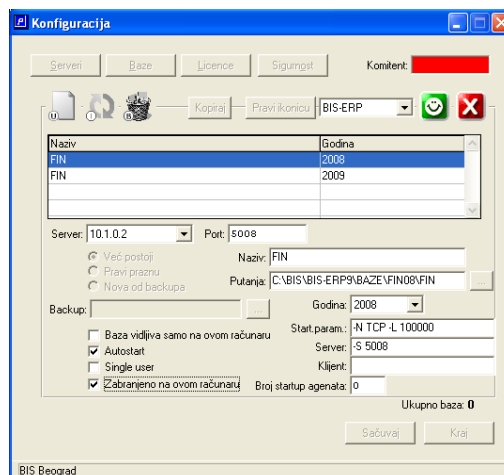 Konfiguracija
Serveri Baze Licence Sigurnost Komitent:
U I B Kopiraj Pravi ikonicu BIS-ERP
Naziv Godina
FIN 2008
FIN 2009
Server: 10.1.0.2 Port: 5008
Već postoji Naziv: FIN
Pravi praznu
Putanja: C:\BIS\BIS-ERP9\BAZE\FIN08\FIN ...
Nova od backupa
Backup: ... Godina: 2008
Baza vidljiva samo na ovom računaru Start.param.: -N TCP -L 100000
Autostart Server: -S 5008
Single user Klijent:
Zabranjeno na ovom računaru Broj startup agenata: 0
Ukupno baza: 0
Sačuvaj Kraj
BIS Beograd